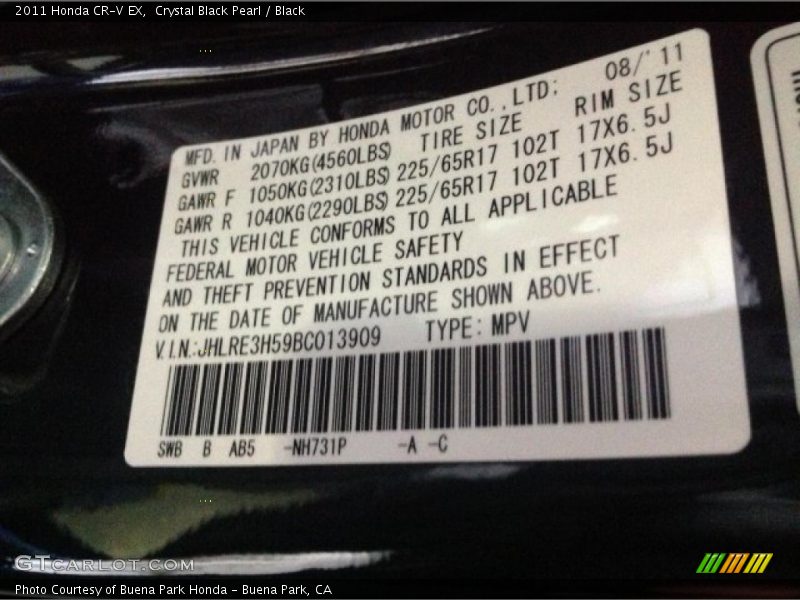 2011 Honda CR-V EX, Crystal Black Pearl / Black
MFD. IN JAPAN BY HONDA MOTOR CO.,LTD: 08/'11
GVWR 2070KG(4560LBS) TIRE SIZE RIM SIZE
GAWR F 1050KG(2310LBS) 225/65R17 102T 17X6.5J
GAWR R 1040KG(2290LBS) 225/65R17 102T 17X6.5J
THIS VEHICLE CONFORMS TO ALL APPLICABLE
FEDERAL MOTOR VEHICLE SAFETY
AND THEFT PREVENTION STANDARDS IN EFFECT
ON THE DATE OF MANUFACTURE SHOWN ABOVE.
V.I.N.:JHLRE3H59BC013909 TYPE: MPV
SWB B AB5 -NH731P -A -C
GTCARLOT.COM
Photo Courtesy of Buena Park Honda - Buena Park, CA